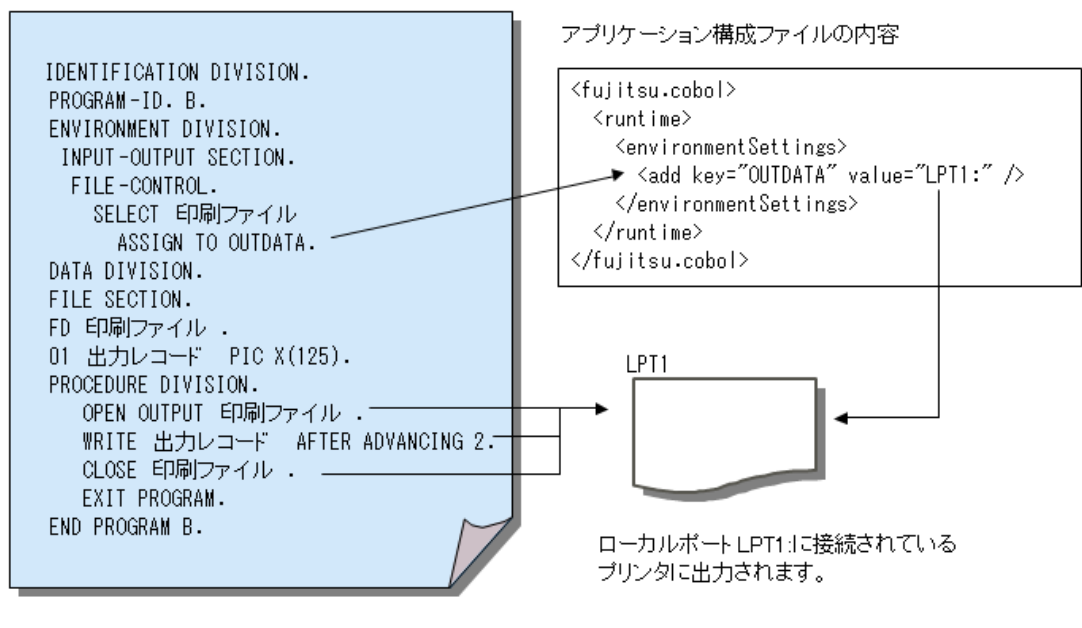 IDENTIFICATION DIVISION.
PROGRAM-ID. B.
ENVIRONMENT DIVISION.
INPUT-OUTPUT SECTION.
FILE-CONTROL.
SELECT 印刷ファイル
ASSIGN TO OUTDATA.
DATA DIVISION.
FILE SECTION.
FD 印刷ファイル .
01 出力レコード PIC X(125).
PROCEDURE DIVISION.
OPEN OUTPUT 印刷ファイル .
WRITE 出力レコード AFTER ADVANCING 2.
CLOSE 印刷ファイル .
EXIT PROGRAM.
END PROGRAM B.
アプリケーション構成ファイルの内容
<fujitsu.cobol>
<runtime>
<environmentSettings>
<add key="OUTDATA" value="LPT1:" />
</environmentSettings>
</runtime>
</fujitsu.cobol>
LPT1
ローカルポートLPT1:に接続されている
プリンタに出力されます。